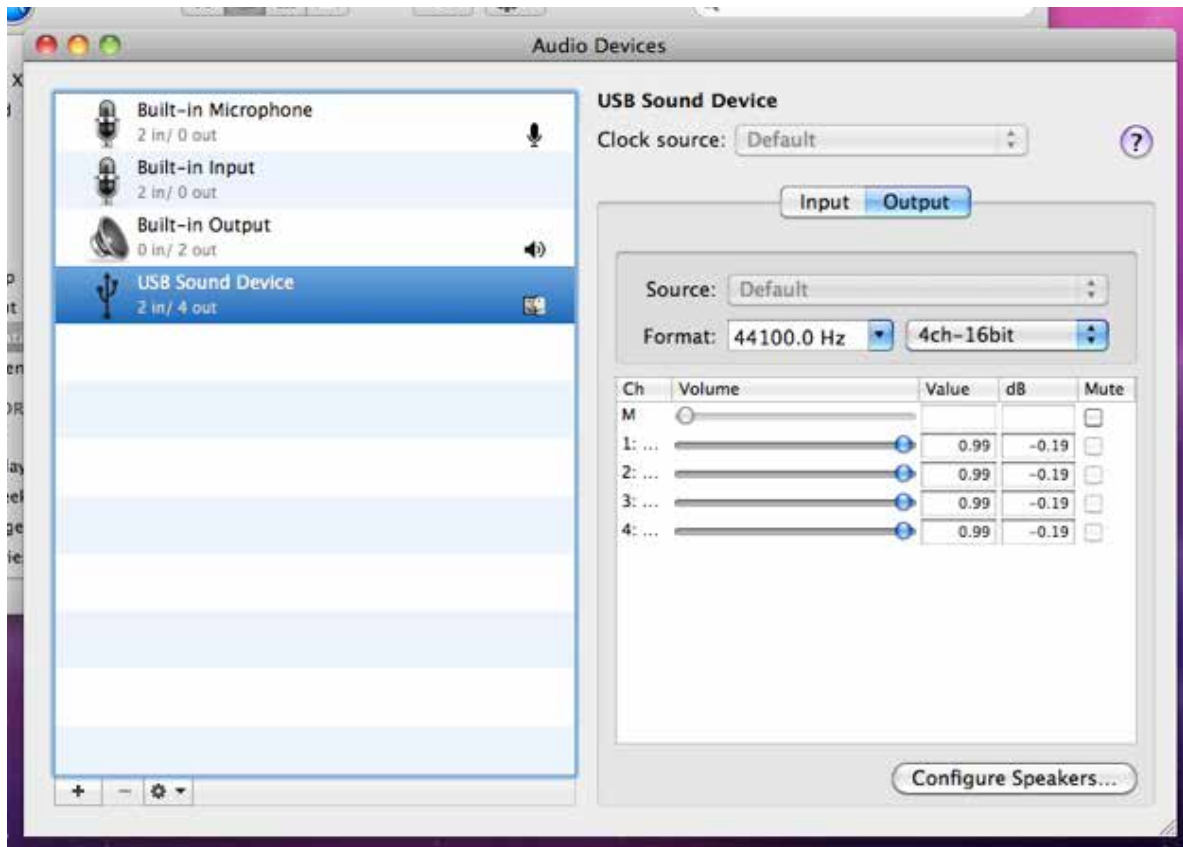 Audio Devices
Built-in Microphone
2 in/ 0 out
Built-in Input
2 in/ 0 out
Built-in Output
0 in/ 2 out
USB Sound Device
2 in/ 4 out
USB Sound Device
Clock source: Default
?
Input Output
Source: Default
Format: 44100.0 Hz 4ch-16bit
Ch Volume Value dB Mute
M
1: ... 0.99 -0.19
2: ... 0.99 -0.19
3: ... 0.99 -0.19
4: ... 0.99 -0.19
Configure Speakers...